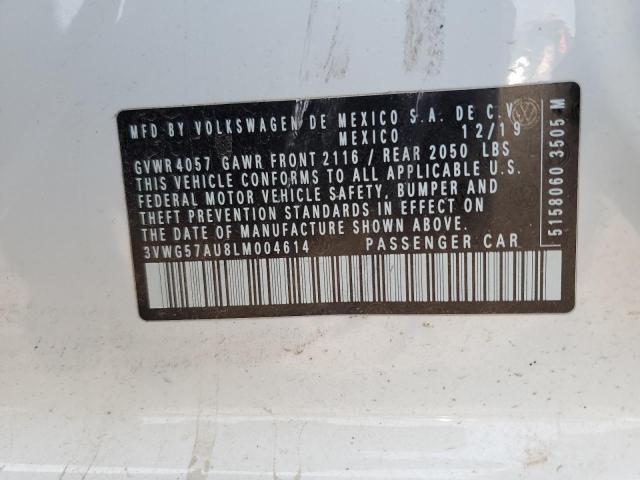 MFD BY VOLKSWAGEN DE MEXICO S.A. DE C.V
MEXICO 12/19
GVWR 4057 GAWR FRONT 2116 / REAR 2050 LBS
THIS VEHICLE CONFORMS TO ALL APPLICABLE U.S.
FEDERAL MOTOR VEHICLE SAFETY, BUMPER AND
THEFT PREVENTION STANDARDS IN EFFECT ON
THE DATE OF MANUFACTURE SHOWN ABOVE.
3VWG57AU8LM004614 PASSENGER CAR
5158060 3505 M